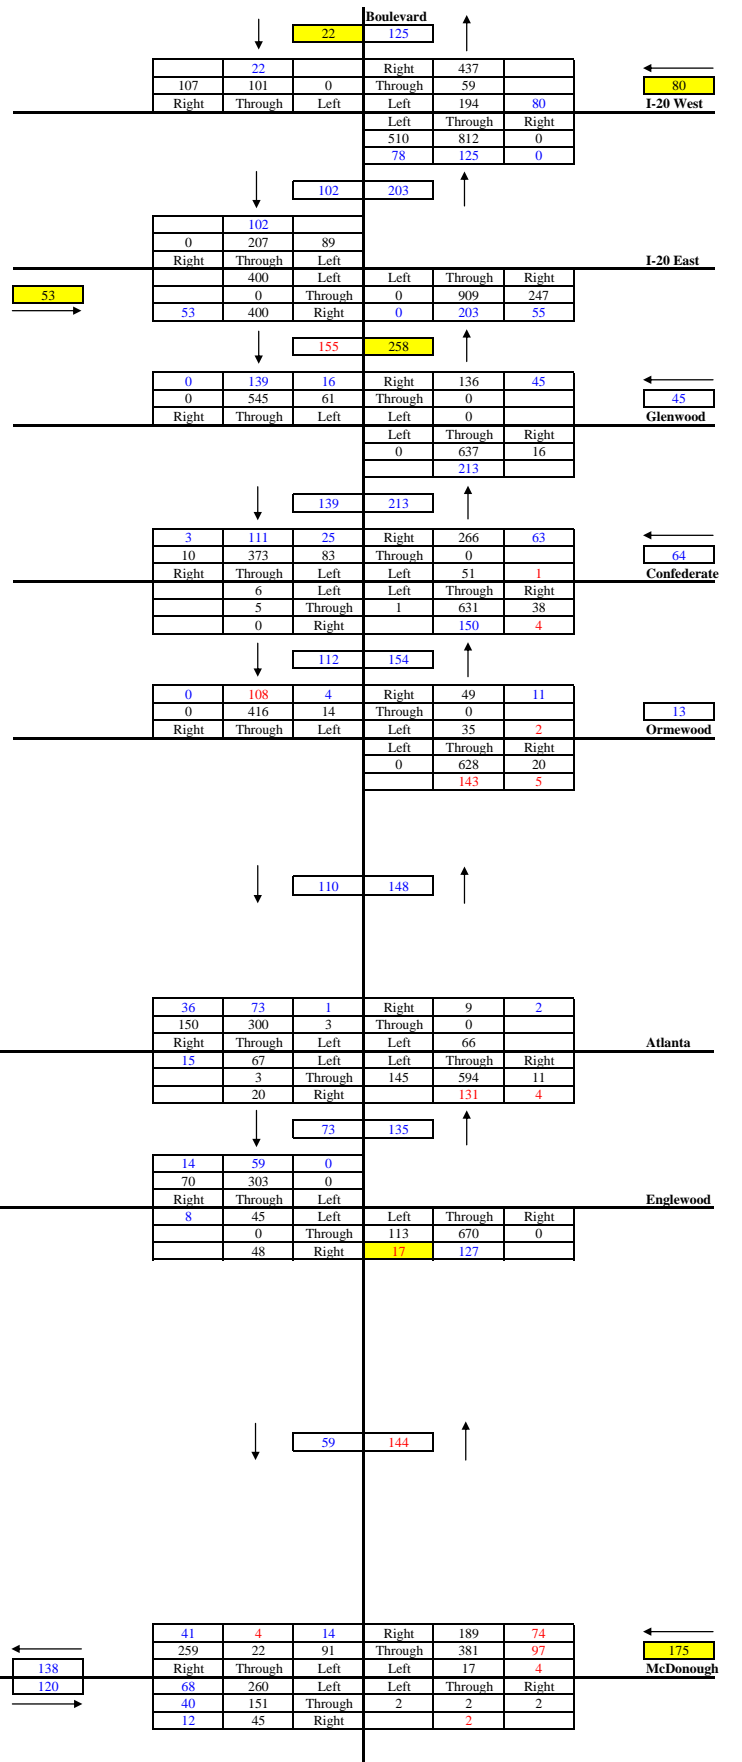 Boulevard
22 125
22 Right 437
107 101 0 Through 59 80
Right Through Left Left 194 80 I-20 West
Left Through Right
510 812 0
78 125 0
102 203
102
0 207 89
Right Through Left I-20 East
400 Left Left Through Right
53 0 Through 0 909 247
53 400 Right 0 203 55
155 258
0 139 16 Right 136 45
0 545 61 Through 0 45
Right Through Left Left 0 Glenwood
Left Through Right
0 637 16
213
139 213
3 111 25 Right 266 63
10 373 83 Through 0 64
Right Through Left Left 51 1 Confederate
6 Left Left Through Right
5 Through 1 631 38
0 Right 150 4
112 154
0 108 4 Right 49 11
0 416 14 Through 0 13
Right Through Left Left 35 2 Ormewood
Left Through Right
0 628 20
143 5
110 148
36 73 1 Right 9 2
150 300 3 Through 0
Right Through Left Left 66 Atlanta
15 67 Left Left Through Right
3 Through 145 594 11
20 Right 131 4
73 135
14 59 0
70 303 0
Right Through Left Englewood
8 45 Left Left Through Right
0 Through 113 670 0
48 Right 17 127
59 144
41 4 14 Right 189 74
259 22 91 Through 381 97 175
138 Right Through Left Left 17 4 McDonough
120 68 260 Left Left Through Right
40 151 Through 2 2 2
12 45 Right 2